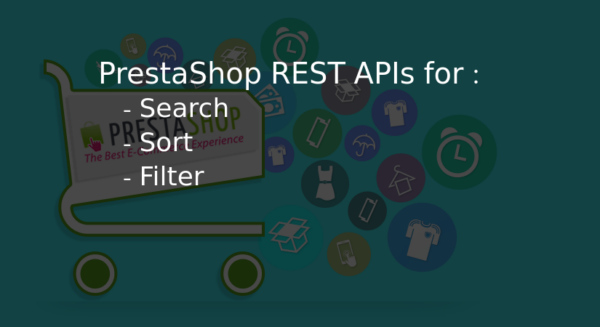 PrestaShop REST APIs for :
- Search
- Sort
- Filter
PRESTASHOP
The Best E-Commerce Experience